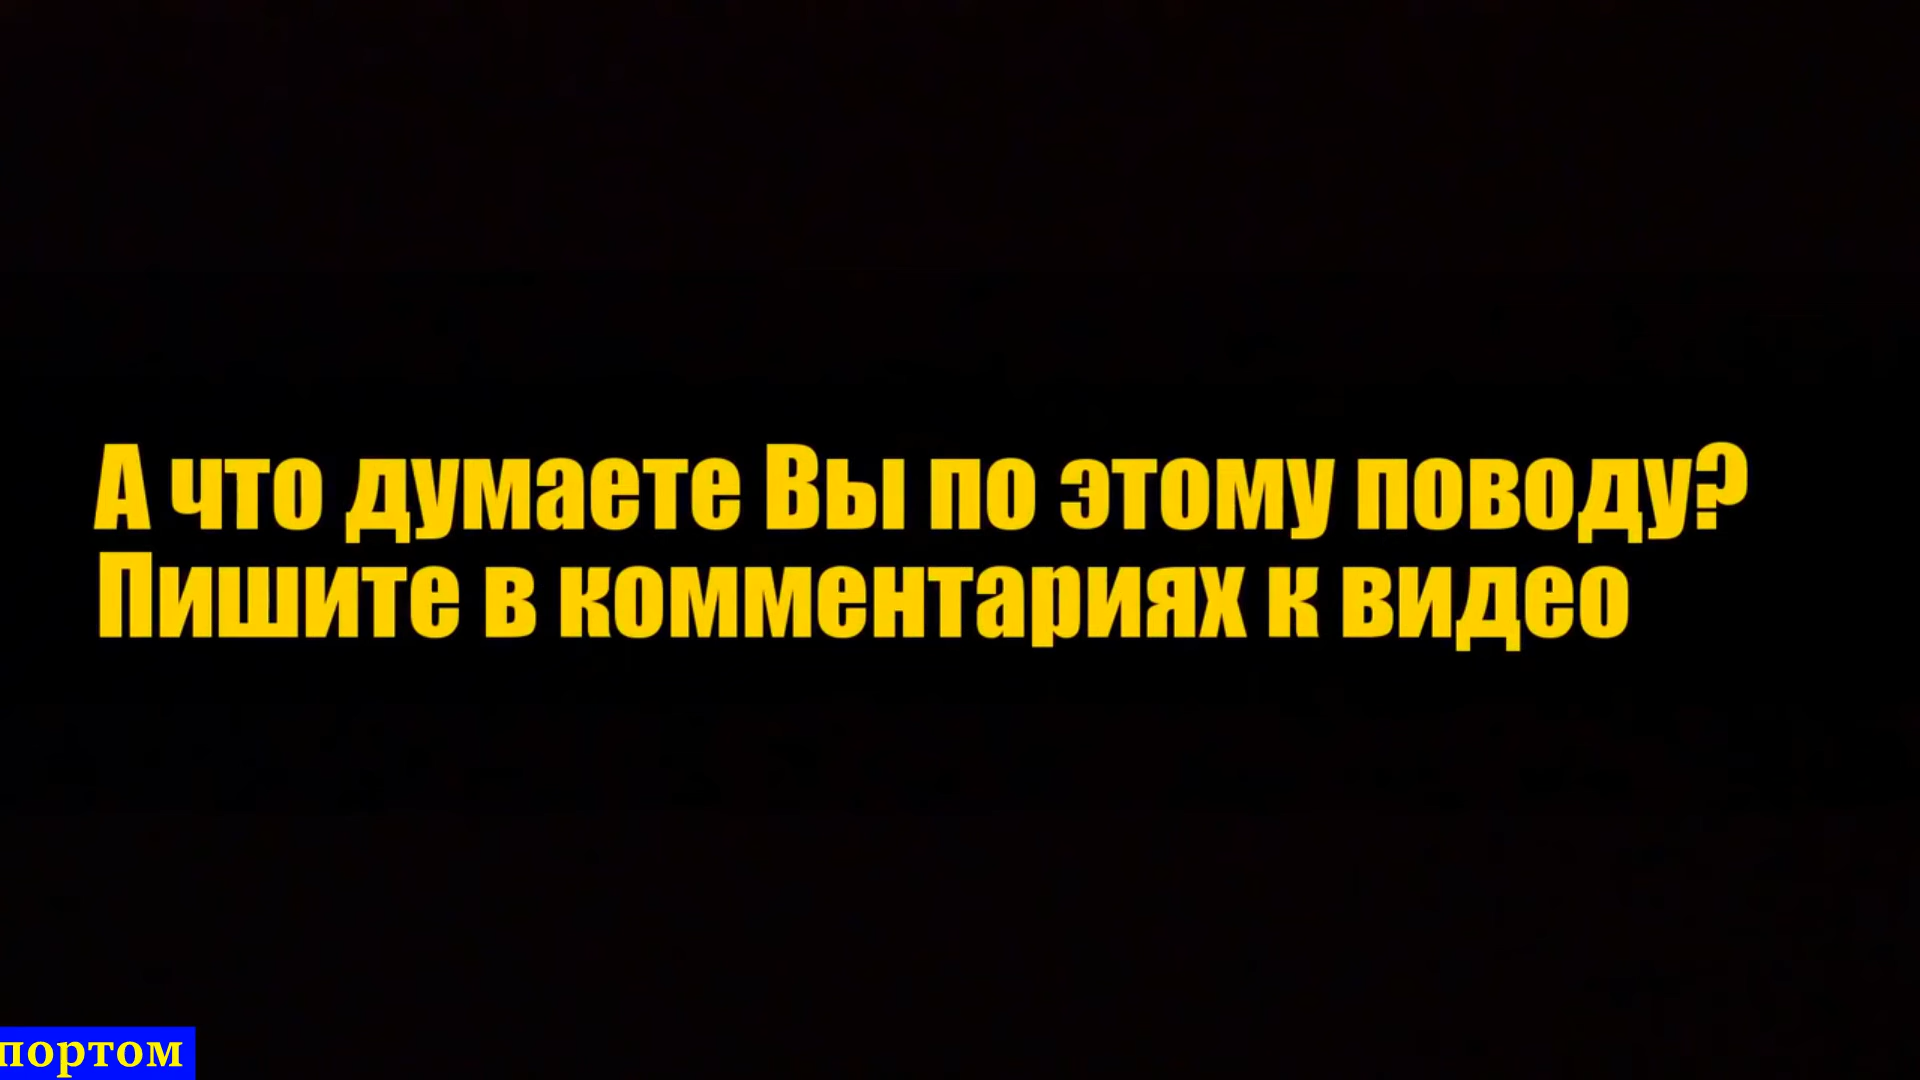 А что думаете Вы по этому поводу?
Пишите в комментариях к видео
портом